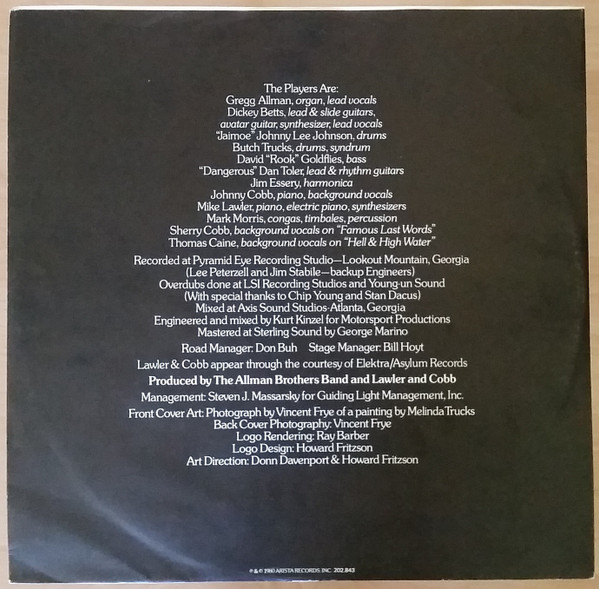 The Players Are:
Gregg Allman, organ, lead vocals
Dickey Betts, lead & slide guitars,
avatar guitar, synthesizer, lead vocals
"Jaimoe" Johnny Lee Johnson, drums
Butch Trucks, drums, syndrum
David "Rook" Goldflies, bass
"Dangerous" Dan Toler, lead & rhythm guitars
Jim Essery, harmonica
Johnny Cobb, piano, background vocals
Mike Lawler, piano, electric piano, synthesizers
Mark Morris, congas, timbales, percussion
Sherry Cobb, background vocals on "Famous Last Words"
Thomas Caine, background vocals on "Hell & High Water"
Recorded at Pyramid Eye Recording Studio—Lookout Mountain, Georgia
(Lee Peterzell and Jim Stabile—backup Engineers)
Overdubs done at LSI Recording Studios and Young-un Sound
(With special thanks to Chip Young and Stan Dacus)
Mixed at Axis Sound Studios-Atlanta, Georgia
Engineered and mixed by Kurt Kinzel for Motorsport Productions
Mastered at Sterling Sound by George Marino
Road Manager: Don Buh Stage Manager: Bill Hoyt
Lawler & Cobb appear through the courtesy of Elektra/Asylum Records
Produced by The Allman Brothers Band and Lawler and Cobb
Management: Steven J. Massarsky for Guiding Light Management, Inc.
Front Cover Art: Photograph by Vincent Frye of a painting by Melinda Trucks
Back Cover Photography: Vincent Frye
Logo Rendering: Ray Barber
Logo Design: Howard Fritzson
Art Direction: Donn Davenport & Howard Fritzson
℗ & © 1980 ARISTA RECORDS, INC. 202.843